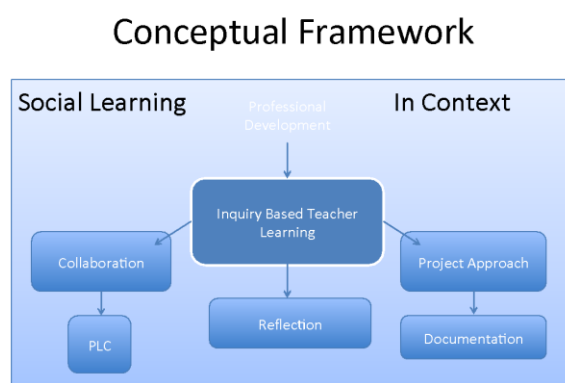 Conceptual Framework
Social Learning
Professional
Development
In Context
Inquiry Based Teacher
Learning
Collaboration
Project Approach
PLC
Reflection
Documentation